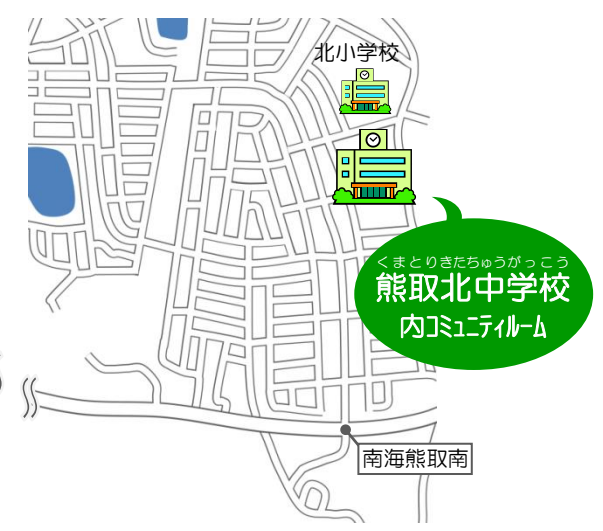 北小学校
くまとりきたちゅうがっこう
熊取北中学校
内コミュニティルーム
南海熊取南